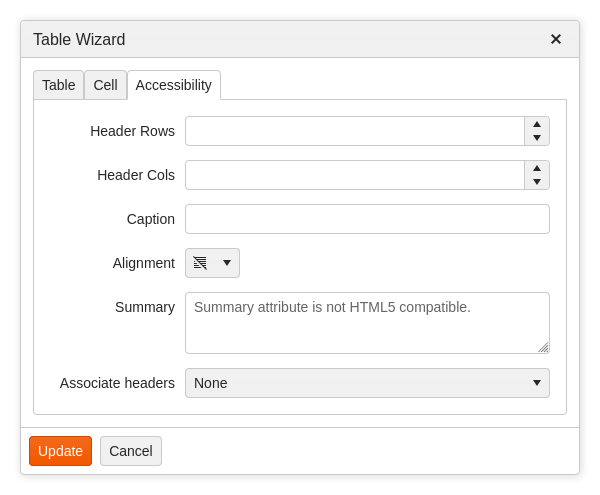 Table Wizard
Table Cell Accessibility
Header Rows
Header Cols
Caption
Alignment
Summary Summary attribute is not HTML5 compatible.
Associate headers None
Update Cancel